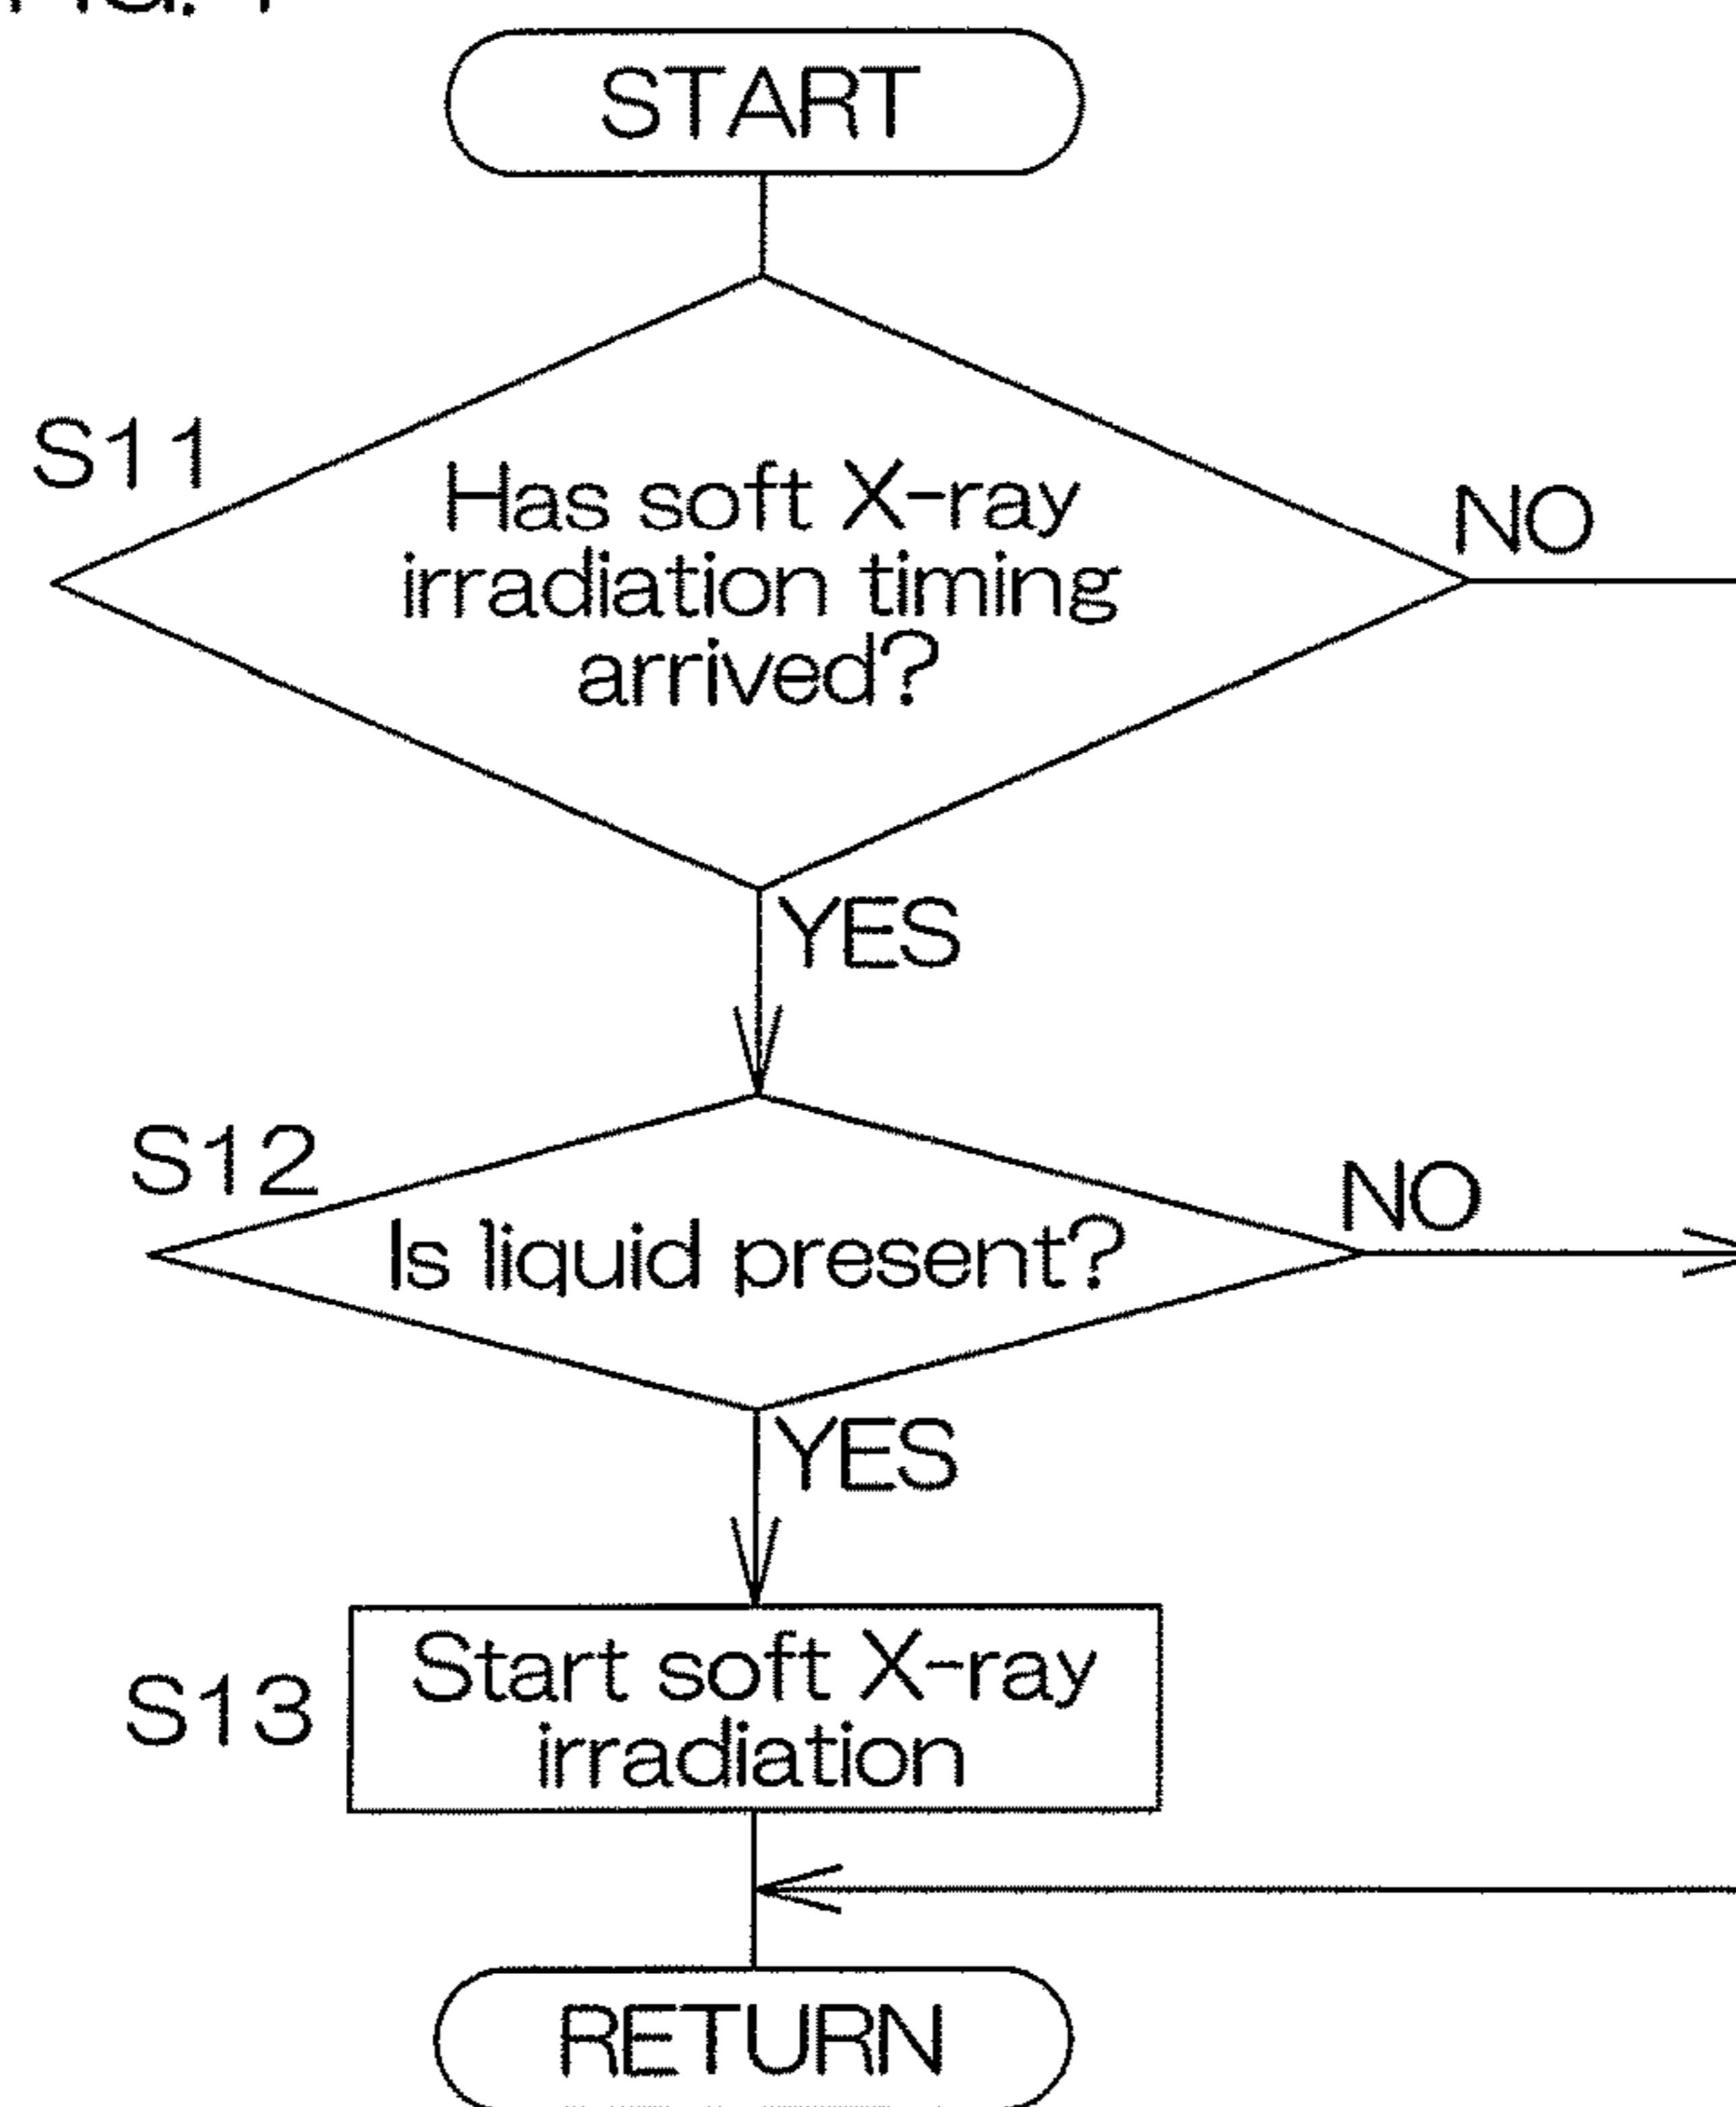 START
S11
Has soft X-ray
irradiation timing
arrived?
NO
YES
S12
Is liquid present?
NO
YES
S13
Start soft X-ray
irradiation
RETURN